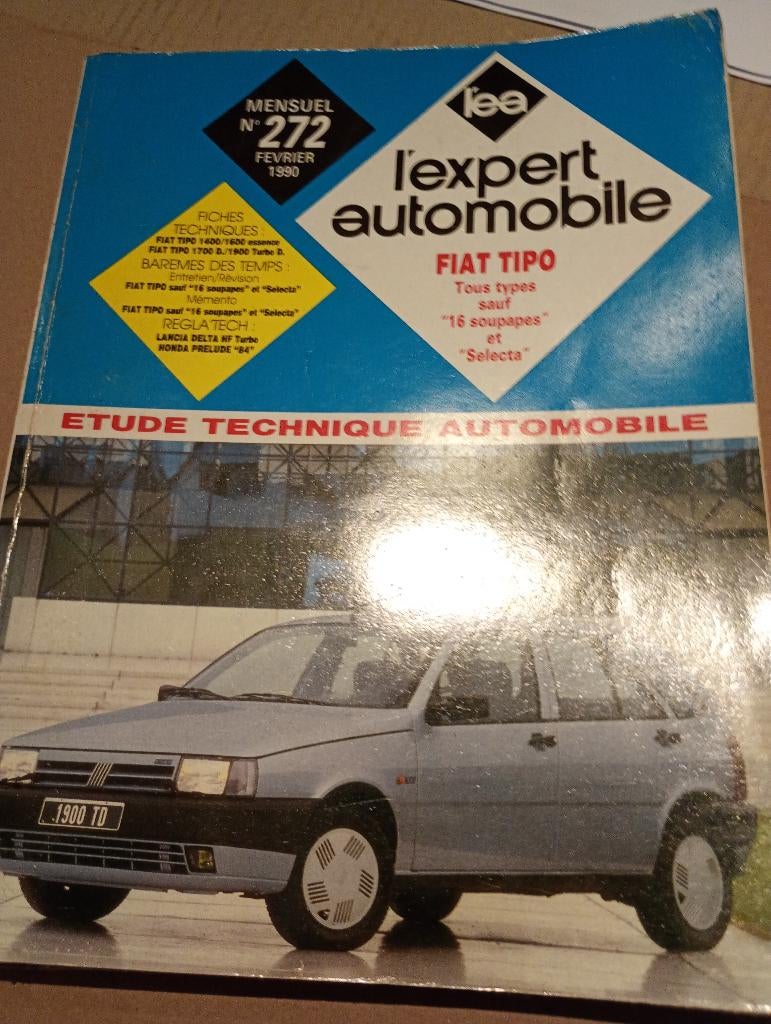 MENSUEL
N° 272
FEVRIER
1990
l'ea
l'expert
automobile
FIAT TIPO
Tous types
sauf
"16 soupapes"
et
"Selecta"
FICHES
TECHNIQUES :
FIAT TIPO 1400/1600 essence
FIAT TIPO 1700 D./1900 Turbo D.
BAREMES DES TEMPS :
Entretien/Révision
FIAT TIPO sauf "16 soupapes" et "Selecta"
Mémento
FIAT TIPO sauf "16 soupapes" et "Selecta"
REGLA'TECH :
LANCIA DELTA HF Turbo
HONDA PRELUDE "84"
ETUDE TECHNIQUE AUTOMOBILE
1900 TD